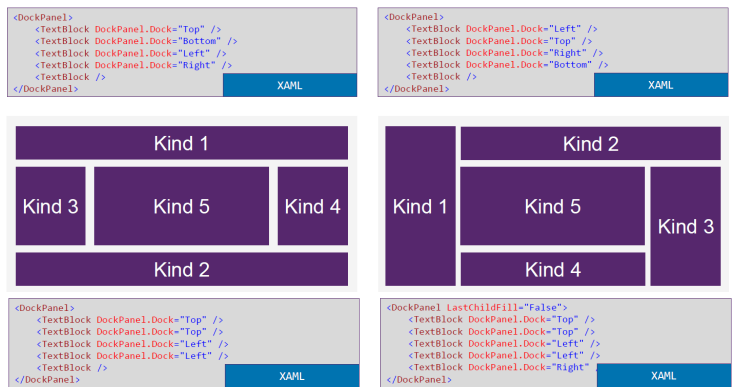 <DockPanel>
<TextBlock DockPanel.Dock="Top" />
<TextBlock DockPanel.Dock="Bottom" />
<TextBlock DockPanel.Dock="Left" />
<TextBlock DockPanel.Dock="Right" />
<TextBlock />
</DockPanel>
XAML
<DockPanel>
<TextBlock DockPanel.Dock="Left" />
<TextBlock DockPanel.Dock="Top" />
<TextBlock DockPanel.Dock="Right" />
<TextBlock DockPanel.Dock="Bottom" />
<TextBlock />
</DockPanel>
XAML
Kind 1
Kind 3
Kind 5
Kind 4
Kind 2
Kind 1
Kind 2
Kind 5
Kind 3
Kind 4
<DockPanel>
<TextBlock DockPanel.Dock="Top" />
<TextBlock DockPanel.Dock="Top" />
<TextBlock DockPanel.Dock="Left" />
<TextBlock DockPanel.Dock="Left" />
<TextBlock />
</DockPanel>
XAML
<DockPanel LastChildFill="False">
<TextBlock DockPanel.Dock="Top" />
<TextBlock DockPanel.Dock="Top" />
<TextBlock DockPanel.Dock="Left" />
<TextBlock DockPanel.Dock="Left" />
<TextBlock DockPanel.Dock="Right" /
</DockPanel>
XAML